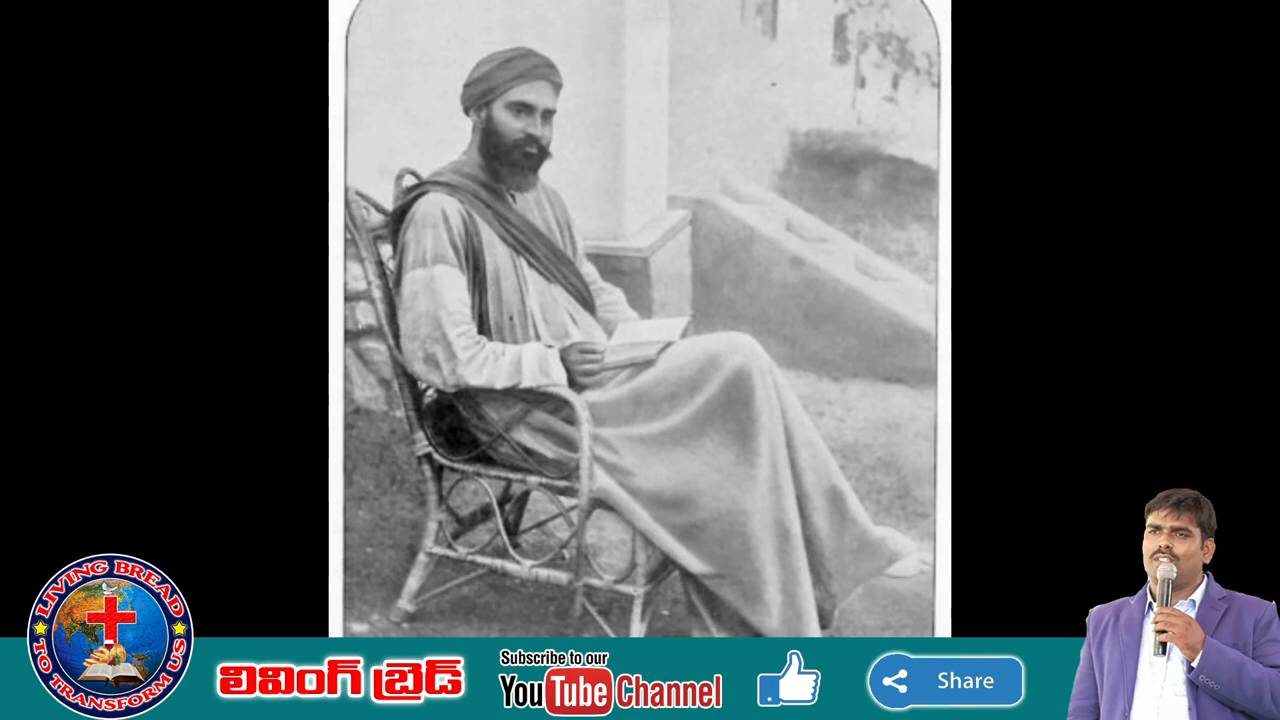 LIVING BREAD
TO TRANSFORM US
లివింగ్ బ్రెడ్
Subscribe to our
YouTube Channel
Share